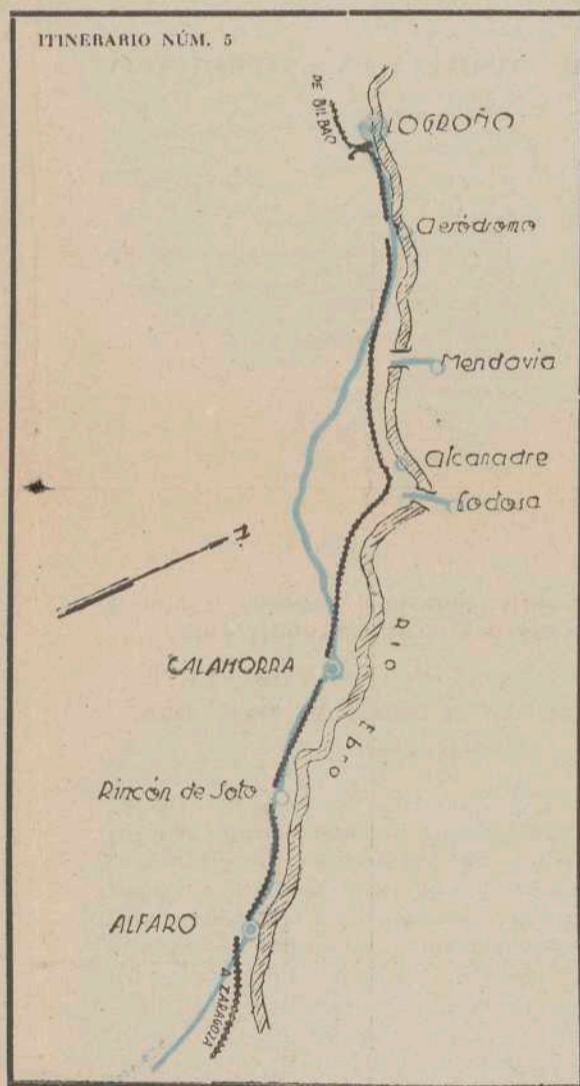 ITINERARIO NÚM. 5
DE BILBAO
LOGROÑO
Aeródromo
Mendavia
Alcanadre
Lodosa
N.
CALAHORRA
RIO EbrO
Rincón de Soto
ALFARO
A ZARAGOZA